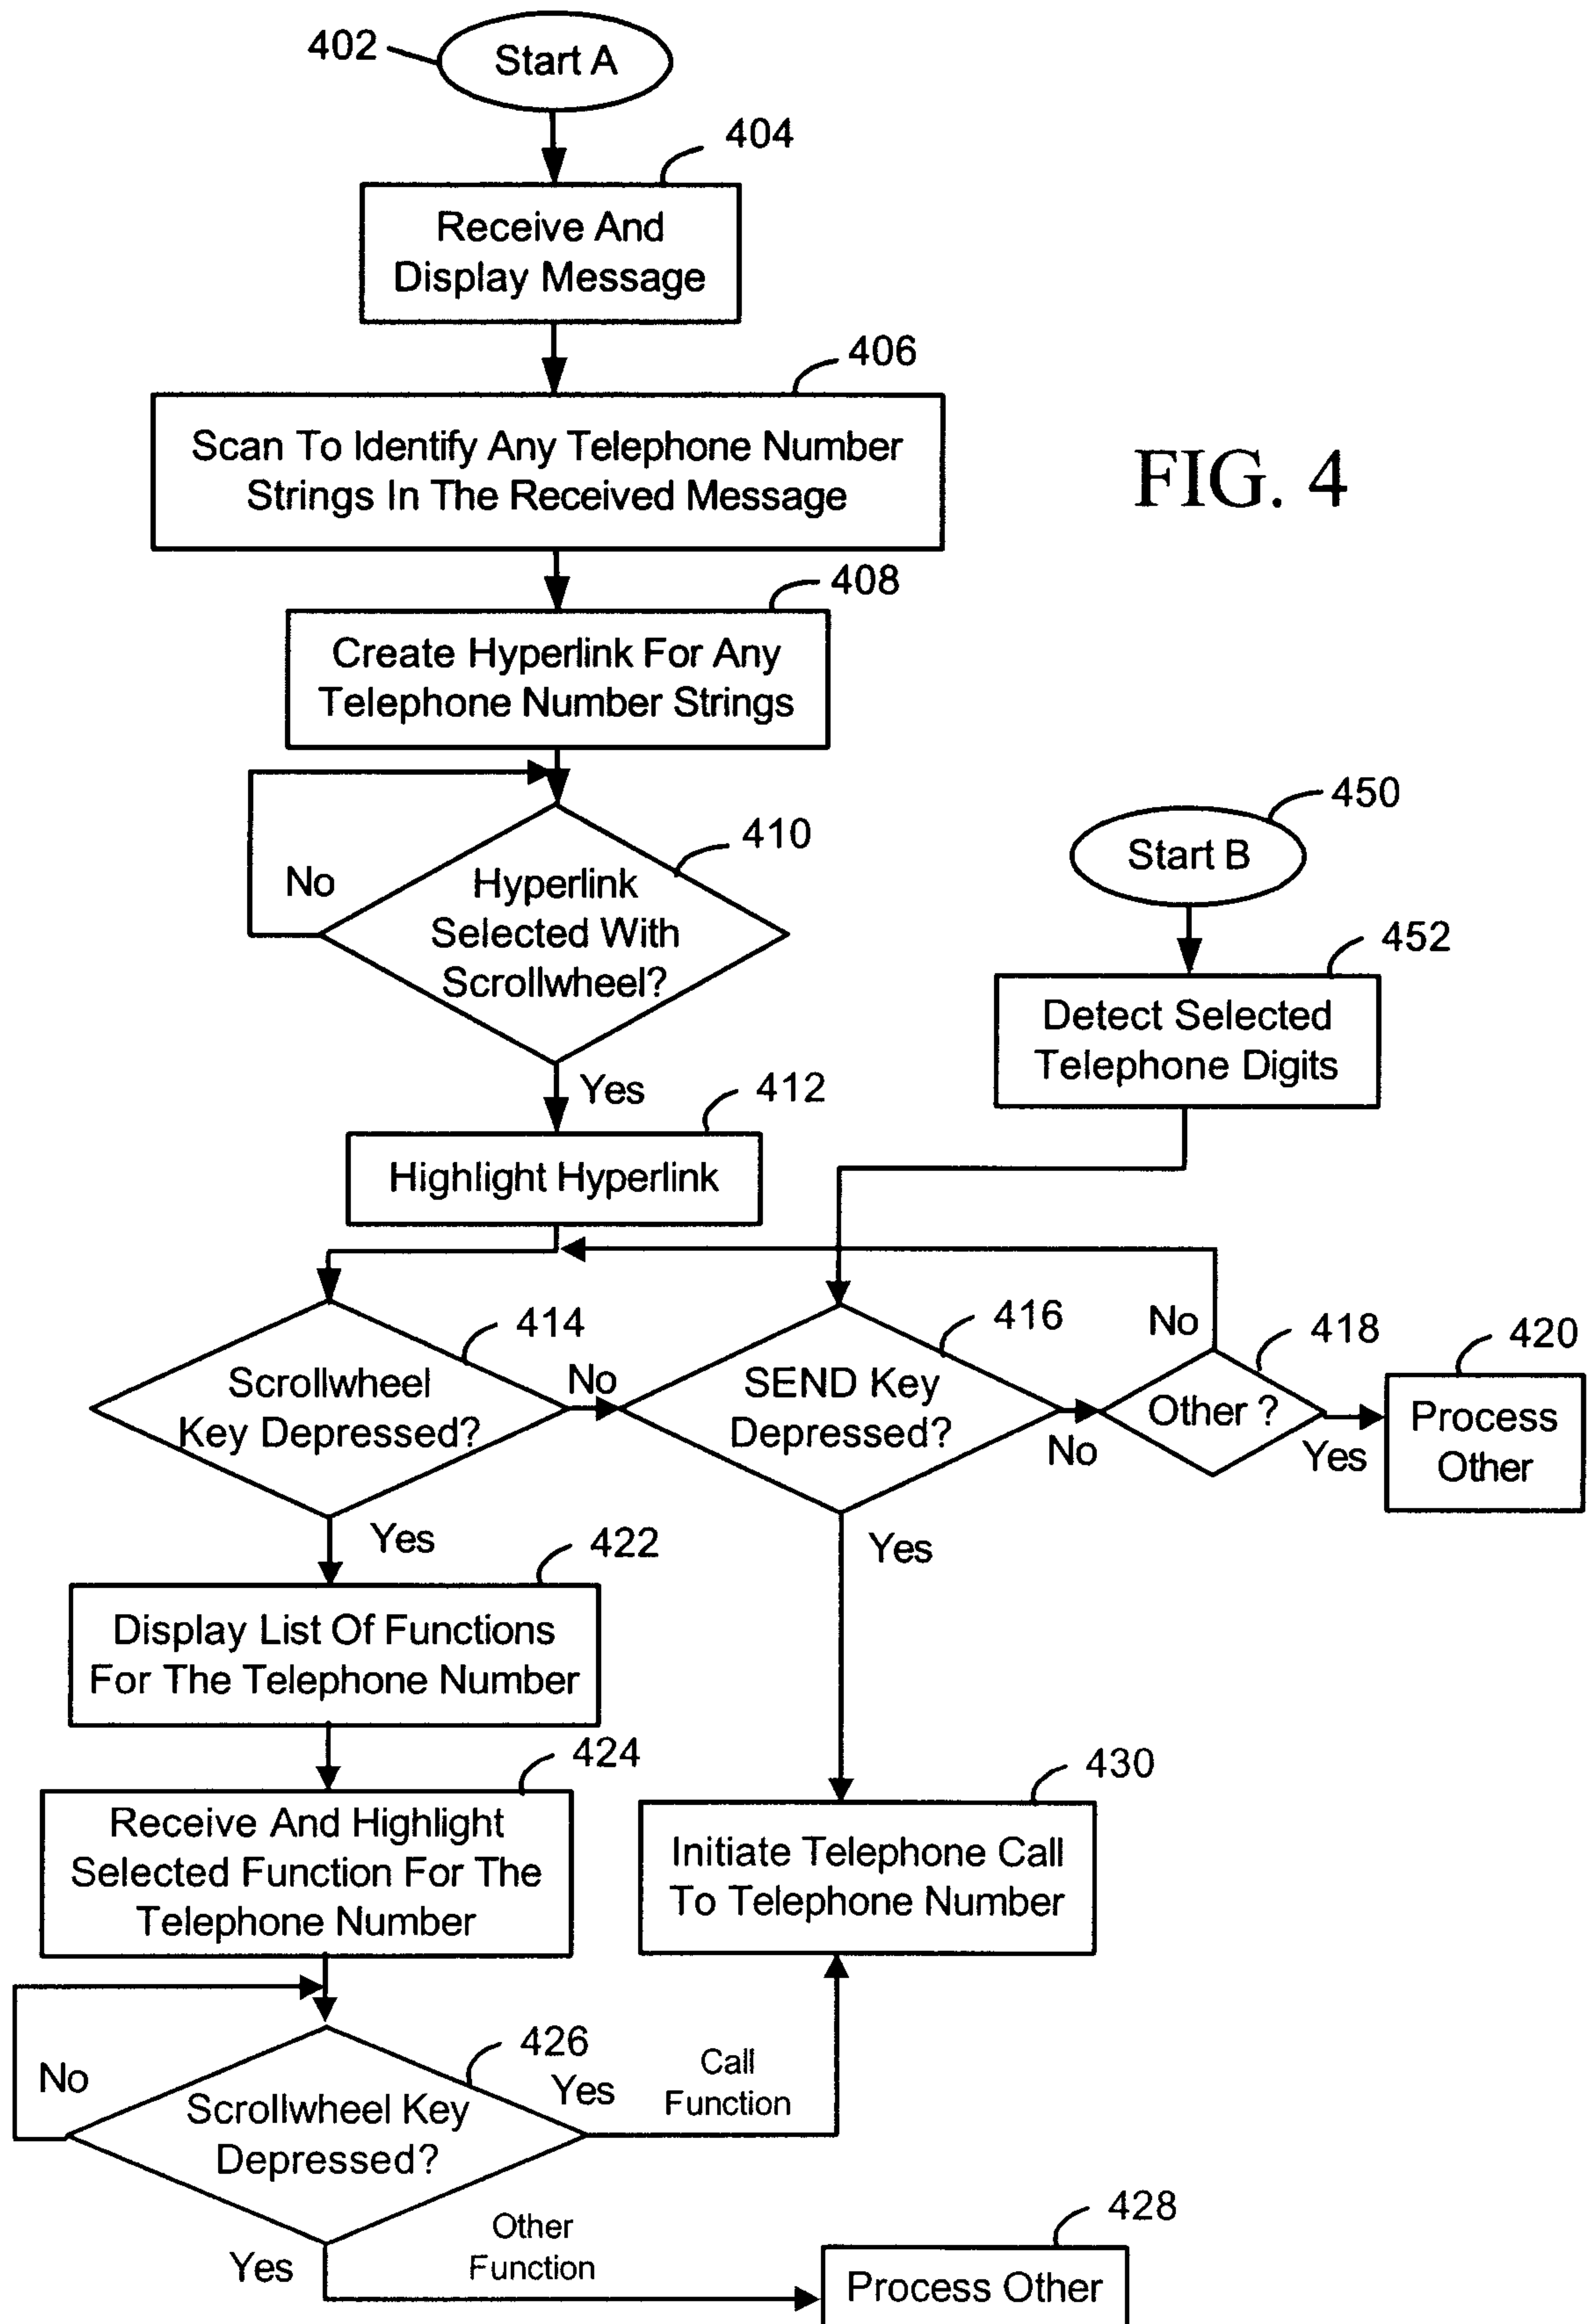 402
Start A
404
Receive And
Display Message
406
Scan To Identify Any Telephone Number
Strings In The Received Message
FIG. 4
408
Create Hyperlink For Any
Telephone Number Strings
410
No
Hyperlink
Selected With
Scrollwheel?
Yes
450
Start B
452
Detect Selected
Telephone Digits
412
Highlight Hyperlink
414
Scrollwheel
Key Depressed?
No
416
SEND Key
Depressed?
No
418
No
Other ?
Yes
420
Process
Other
Yes
422
Display List Of Functions
For The Telephone Number
Yes
424
Receive And Highlight
Selected Function For The
Telephone Number
430
Initiate Telephone Call
To Telephone Number
426
No
Scrollwheel Key
Depressed?
Yes
Call
Function
Yes
Other
Function
428
Process Other